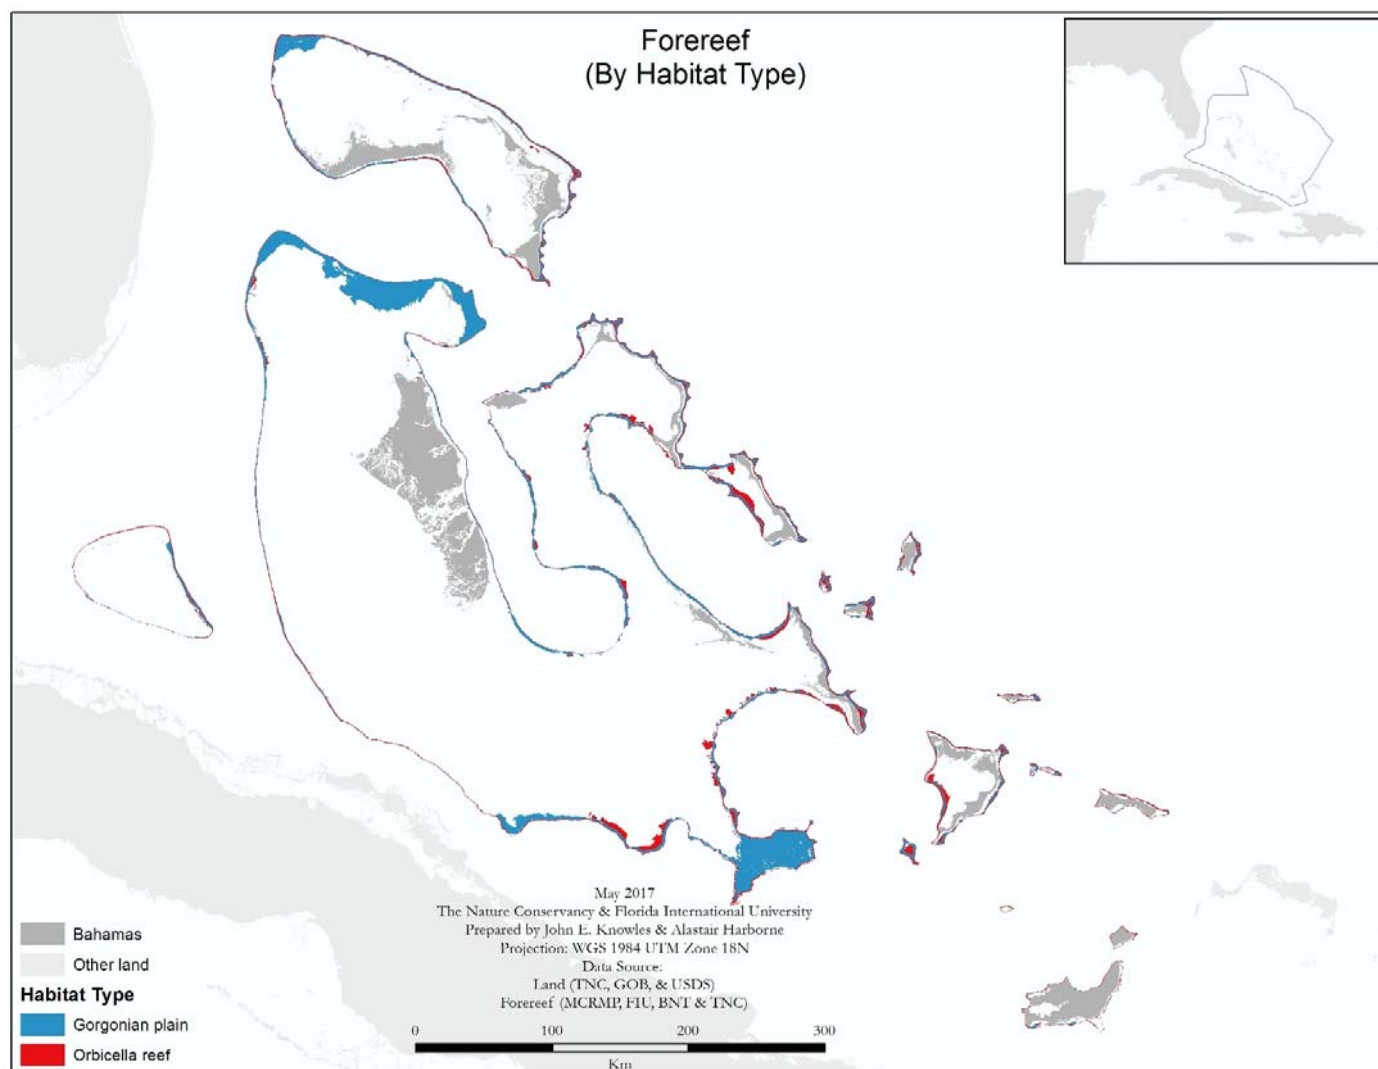 Forereef
(By Habitat Type)
May 2017
The Nature Conservancy & Florida International University
Prepared by John E. Knowles & Alastair Harborne
Projection: WGS 1984 UTM Zone 18N
Data Source:
Land (TNC, GOB, & USDS)
Forereef (MCRMP, FIU, BNT & TNC)
0 100 200 300
Km
Bahamas
Other land
Habitat Type
Gorgonian plain
Orbicella reef